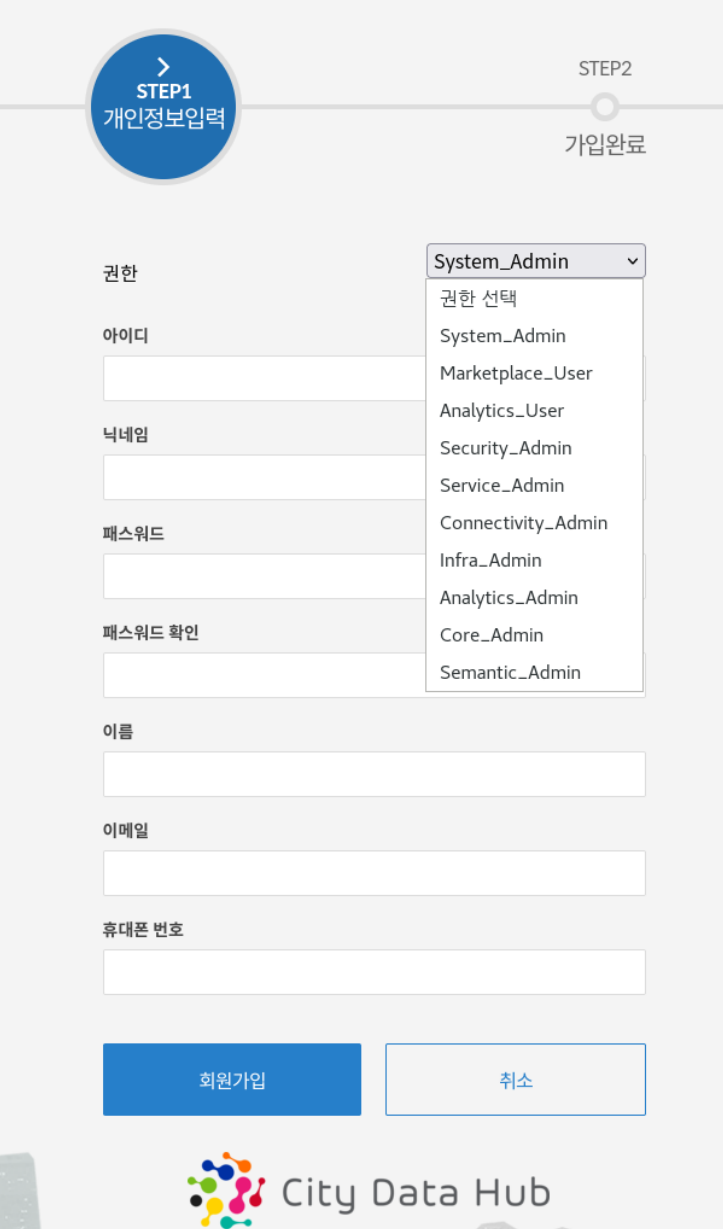 STEP1
개인정보입력
STEP2
가입완료
권한
System_Admin
권한 선택
System_Admin
Marketplace_User
Analytics_User
Security_Admin
Service_Admin
Connectivity_Admin
Infra_Admin
Analytics_Admin
Core_Admin
Semantic_Admin
아이디
닉네임
패스워드
패스워드 확인
이름
이메일
휴대폰 번호
회원가입
취소
City Data Hub